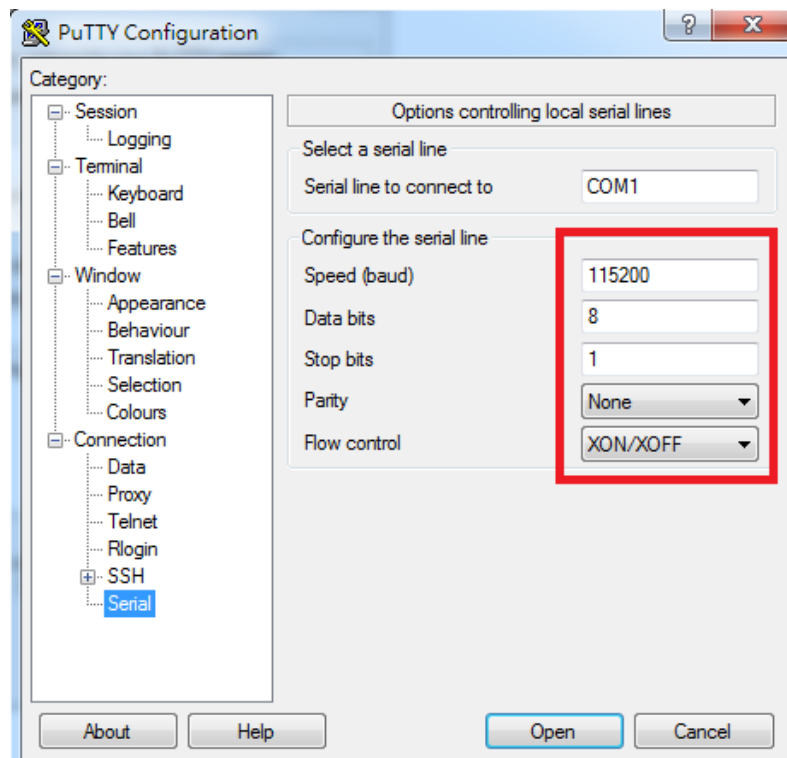 PuTTY Configuration
Category:
Session
Logging
Terminal
Keyboard
Bell
Features
Window
Appearance
Behaviour
Translation
Selection
Colours
Connection
Data
Proxy
Telnet
Rlogin
SSH
Serial
Options controlling local serial lines
Select a serial line
Serial line to connect to COM1
Configure the serial line
Speed (baud) 115200
Data bits 8
Stop bits 1
Parity None
Flow control XON/XOFF
About Help Open Cancel